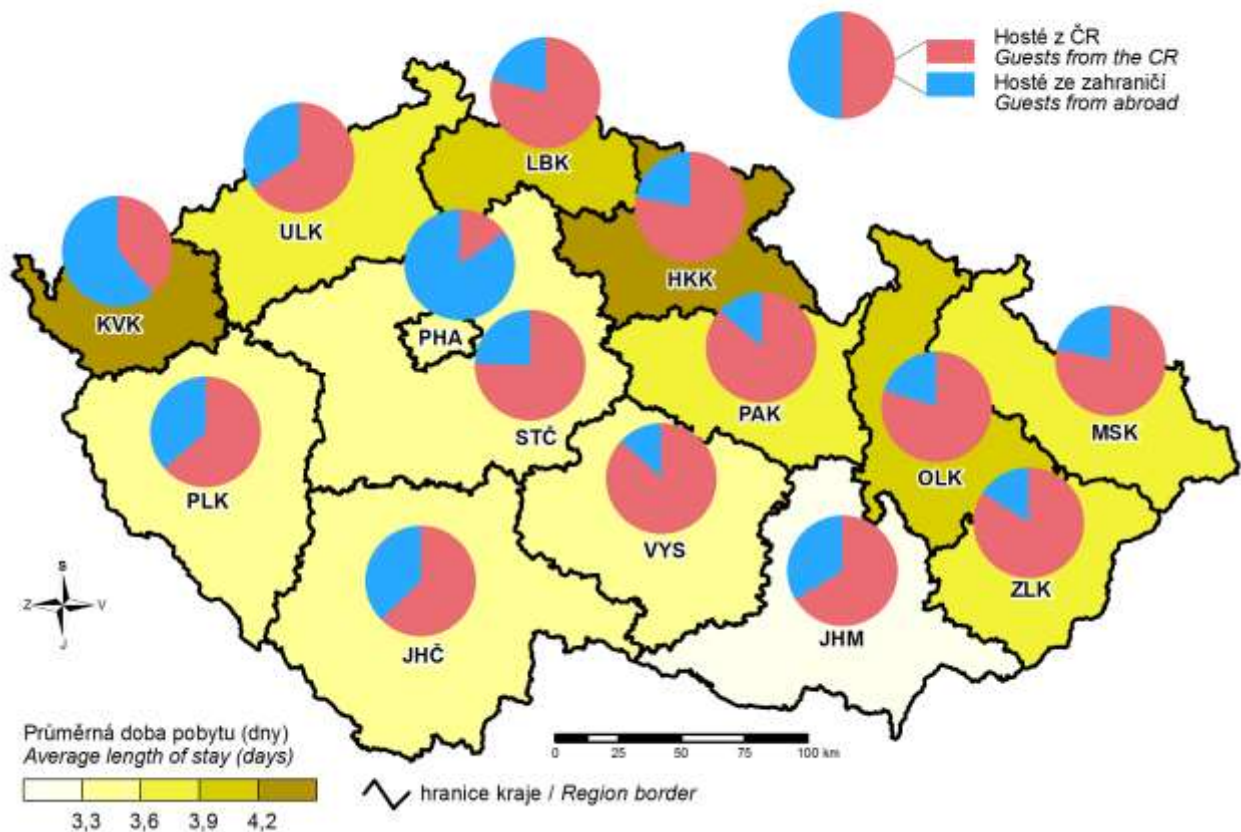 Hosté z ČR
Guests from the CR
Hosté ze zahraničí
Guests from abroad
LBK
ULK
HKK
KVK
PHA
PAK
MSK
STČ
OLK
PLK
VYS
ZLK
JHM
JHČ
S
Z V
J
Průměrná doba pobytu (dny)
Average length of stay (days)
3,3 3,6 3,9 4,2
hranice kraje / Region border
0 25 50 75 100 km